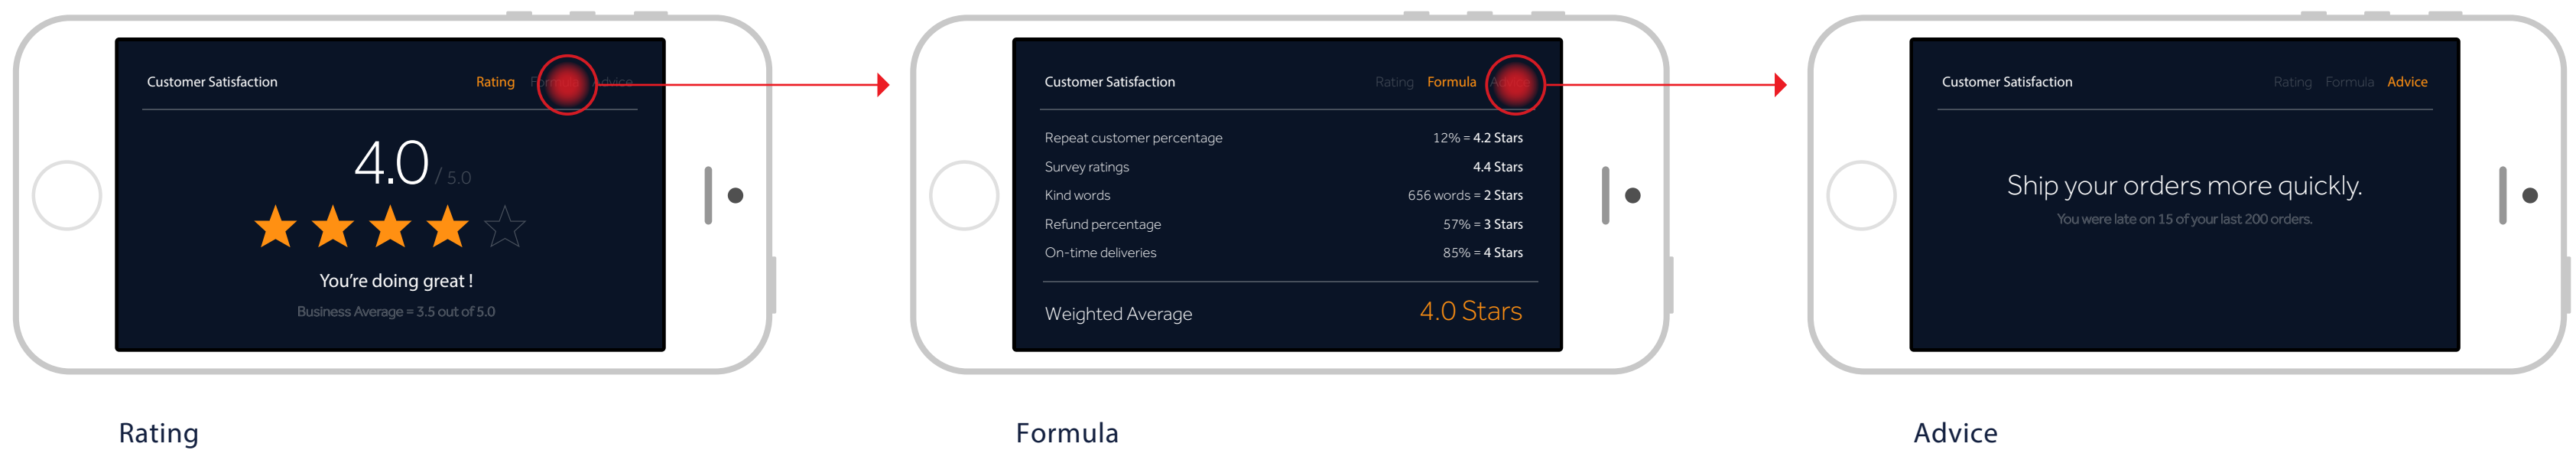 Customer Satisfaction Rating Formula Advice
4.0 / 5.0
You're doing great !
Business Average = 3.5 out of 5.0
Rating
Customer Satisfaction Rating Formula Advice
Repeat customer percentage 12% = 4.2 Stars
Survey ratings 4.4 Stars
Kind words 656 words = 2 Stars
Refund percentage 57% = 3 Stars
On-time deliveries 85% = 4 Stars
Weighted Average 4.0 Stars
Formula
Customer Satisfaction Rating Formula Advice
Ship your orders more quickly.
You were late on 15 of your last 200 orders.
Advice